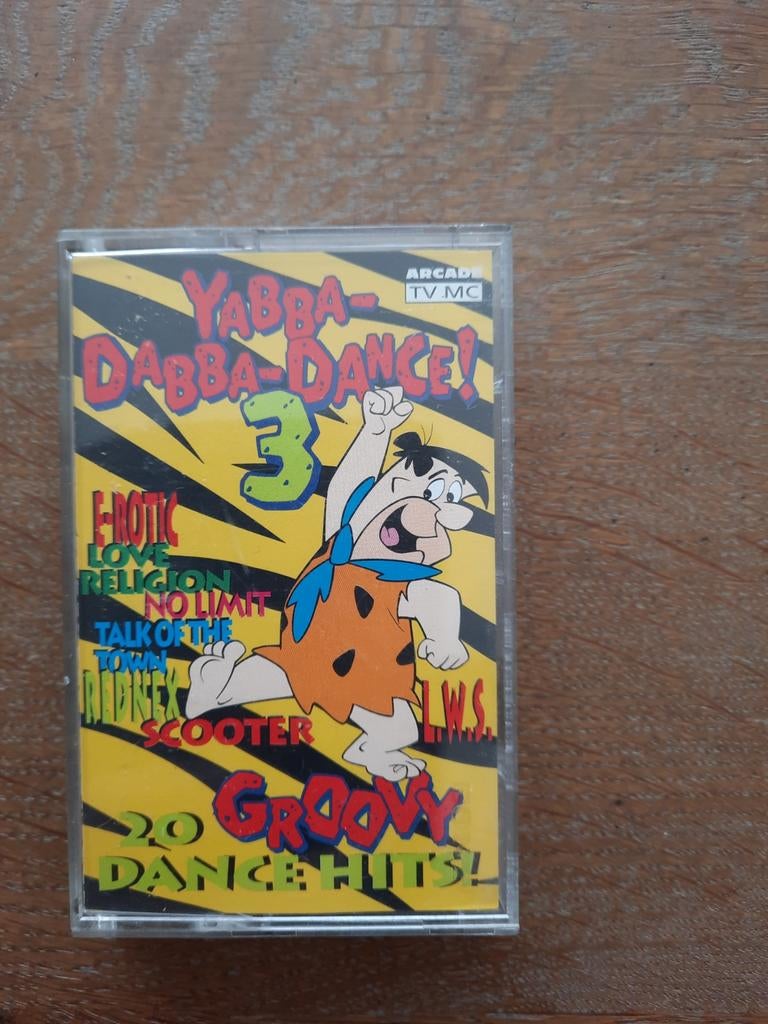 ARCADE
TV.MC
YABBA-
DABBA-DANCE!
3
E-ROTIC
LOVE
RELIGION
NO LIMIT
TALK OF THE
TOWN
REDNEX
L.W.S.
SCOOTER
GROOVY
20
DANCE HITS!